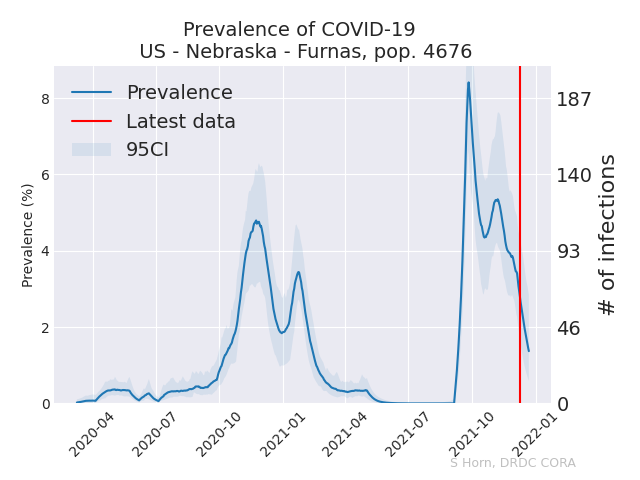 Prevalence of COVID-19
US - Nebraska - Furnas, pop. 4676
Prevalence
Latest data
95CI
Prevalence (%)
8
6
4
2
0
187
140
93
46
0
# of infections
2020-04
2020-07
2020-10
2021-01
2021-04
2021-07
2021-10
2022-01
S Horn, DRDC CORA